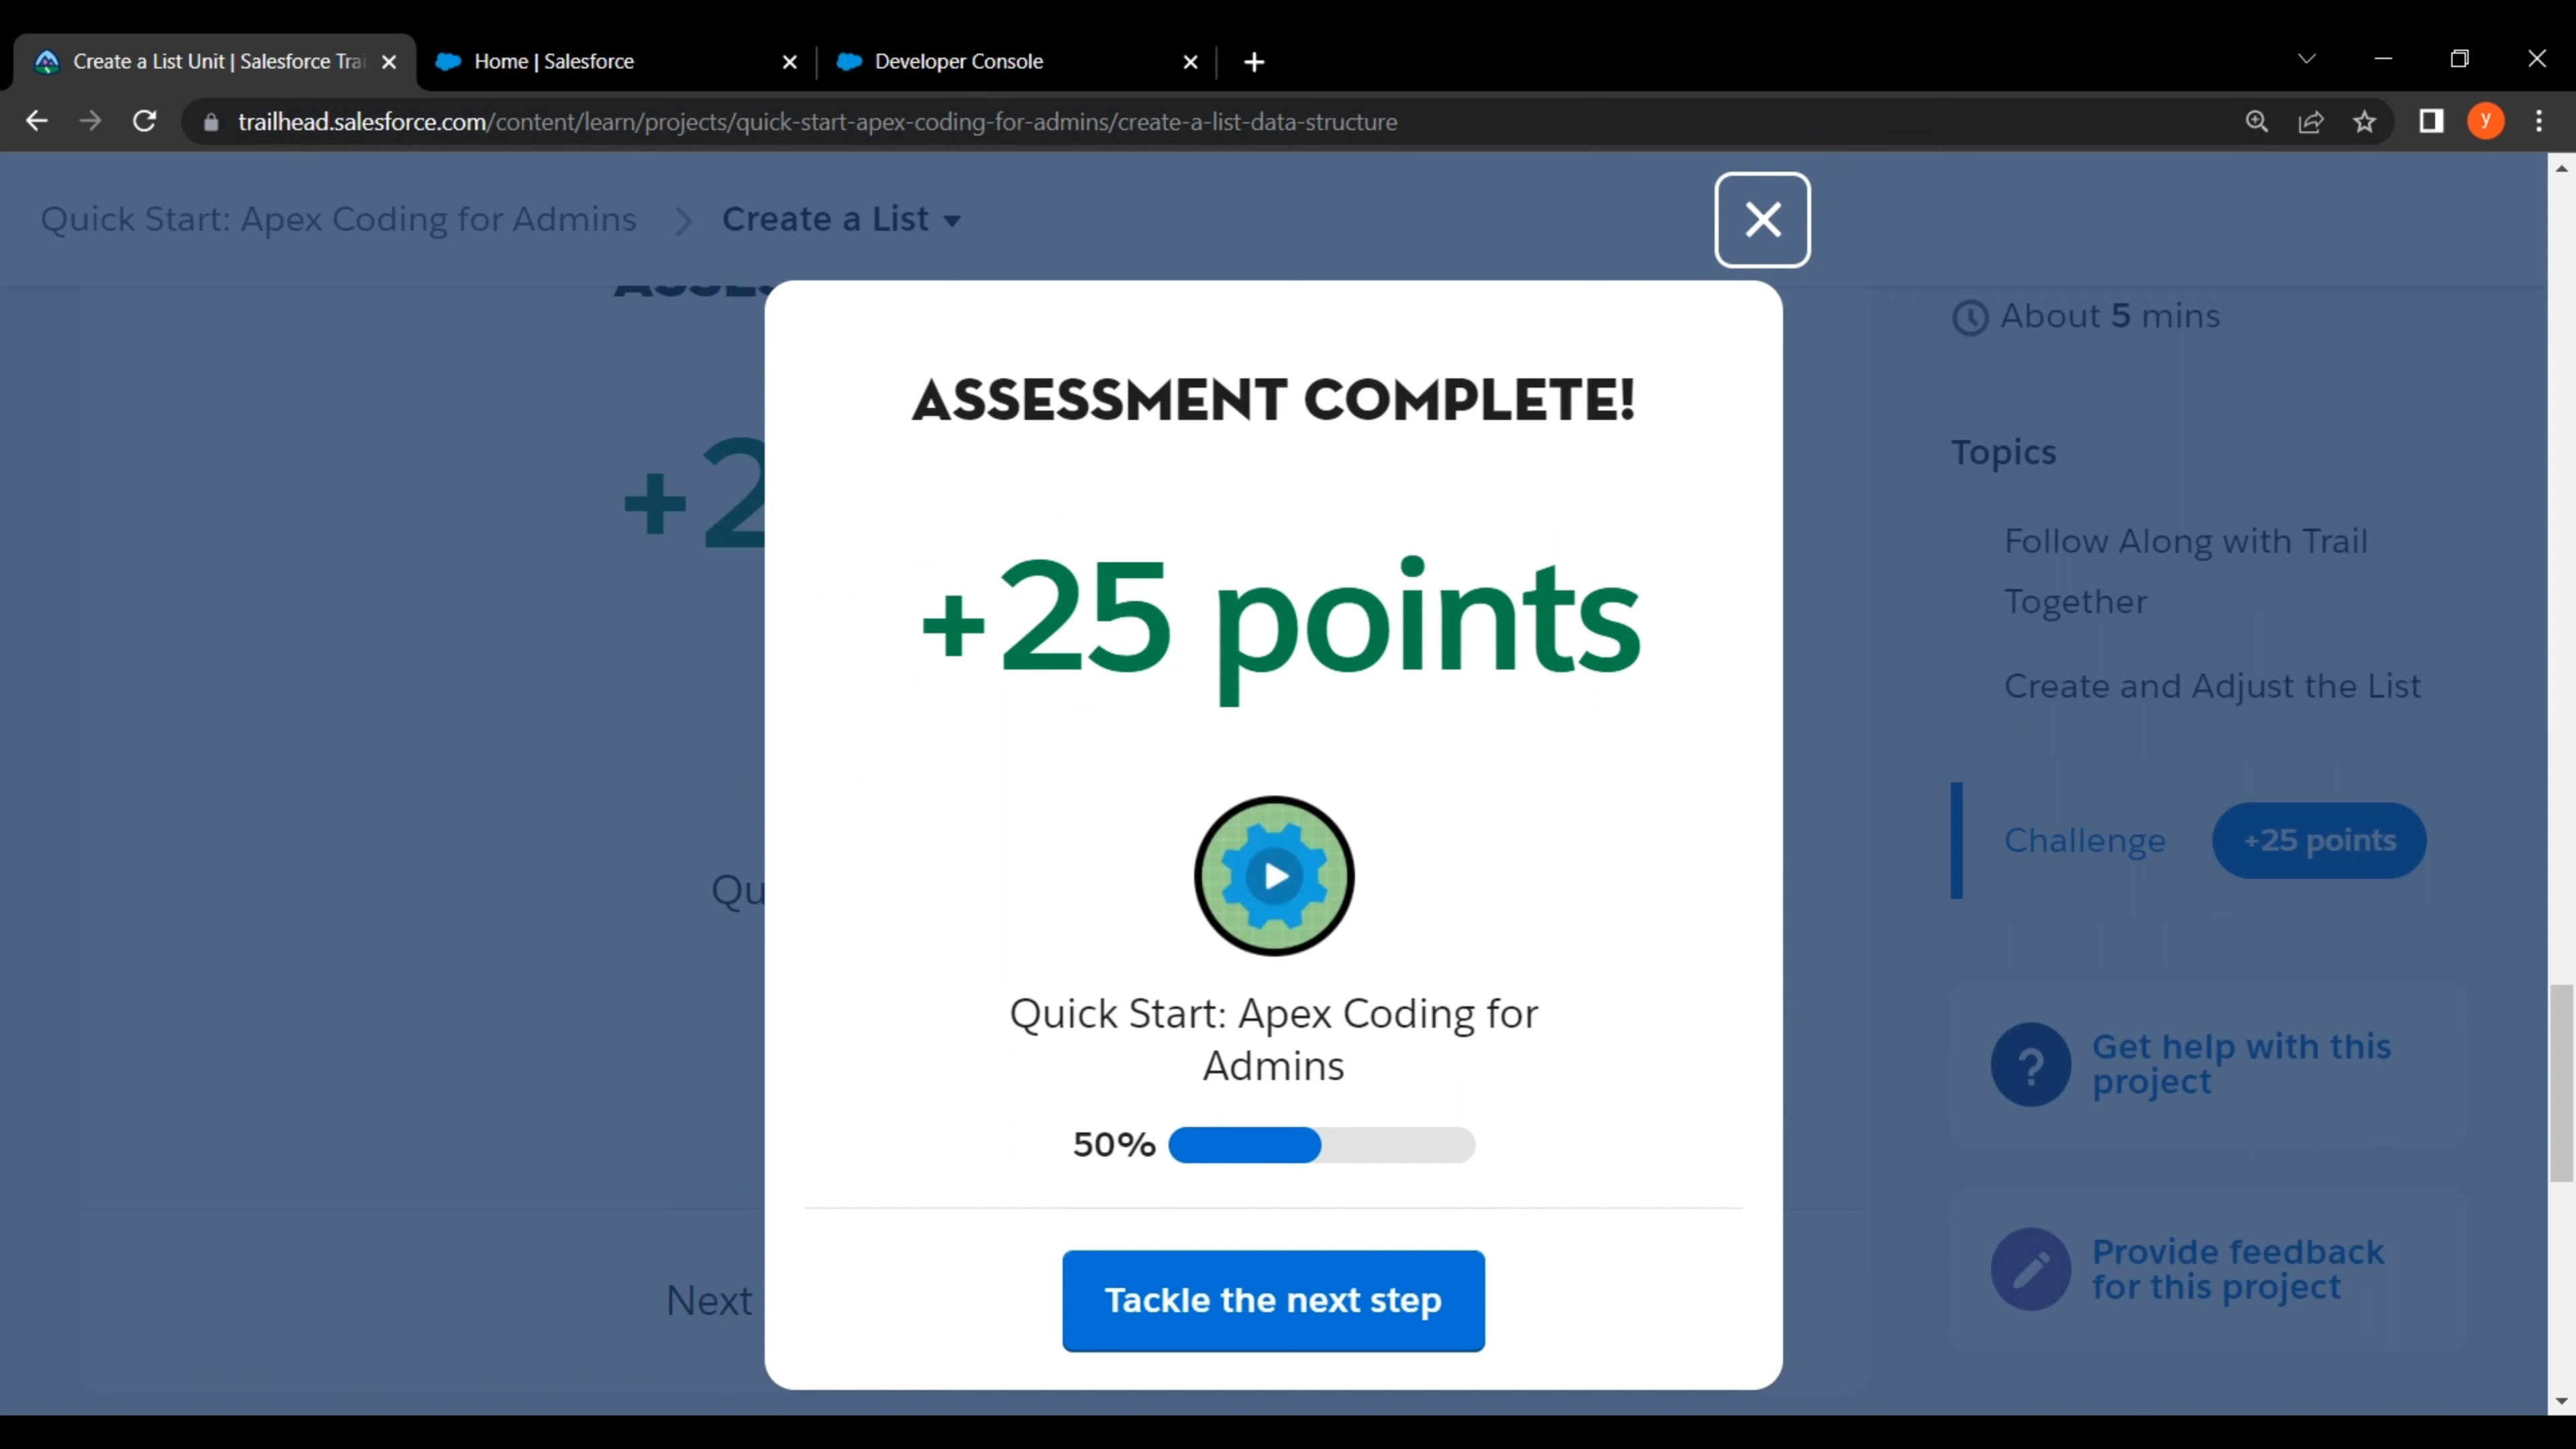 Create a List Unit | Salesforce Trai
Home | Salesforce
Developer Console
trailhead.salesforce.com/content/learn/projects/quick-start-apex-coding-for-admins/create-a-list-data-structure
y
Quick Start: Apex Coding for Admins
Create a List
ASSESSMENT COMPLETE!
+25 points
Quick Start: Apex Coding for
Admins
50%
Tackle the next step
+2
Qu
Next
About 5 mins
Topics
Follow Along with Trail
Together
Create and Adjust the List
Challenge
+25 points
?
Get help with this
project
Provide feedback
for this project